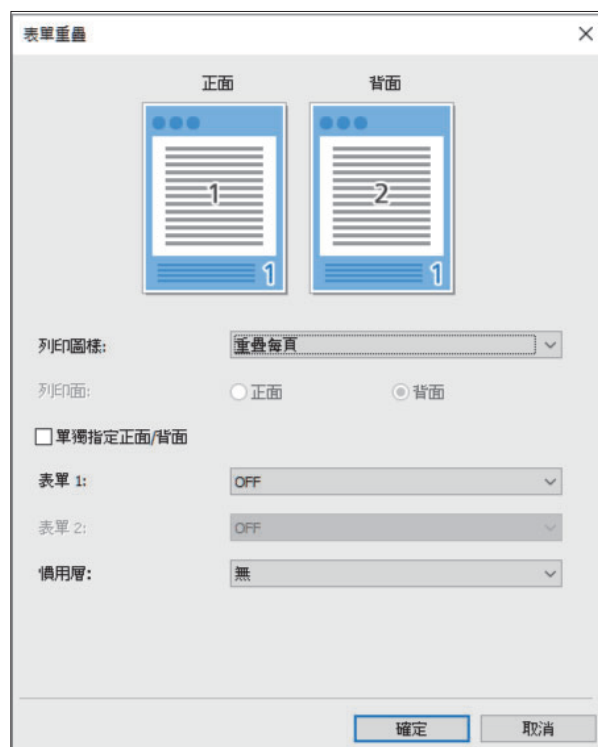 表單重疊
正面 背面
1 2
1 1
列印圖樣: 重疊每頁
列印面: 正面 背面
單獨指定正面/背面
表單 1: OFF
表單 2: OFF
慣用層: 無
確定 取消